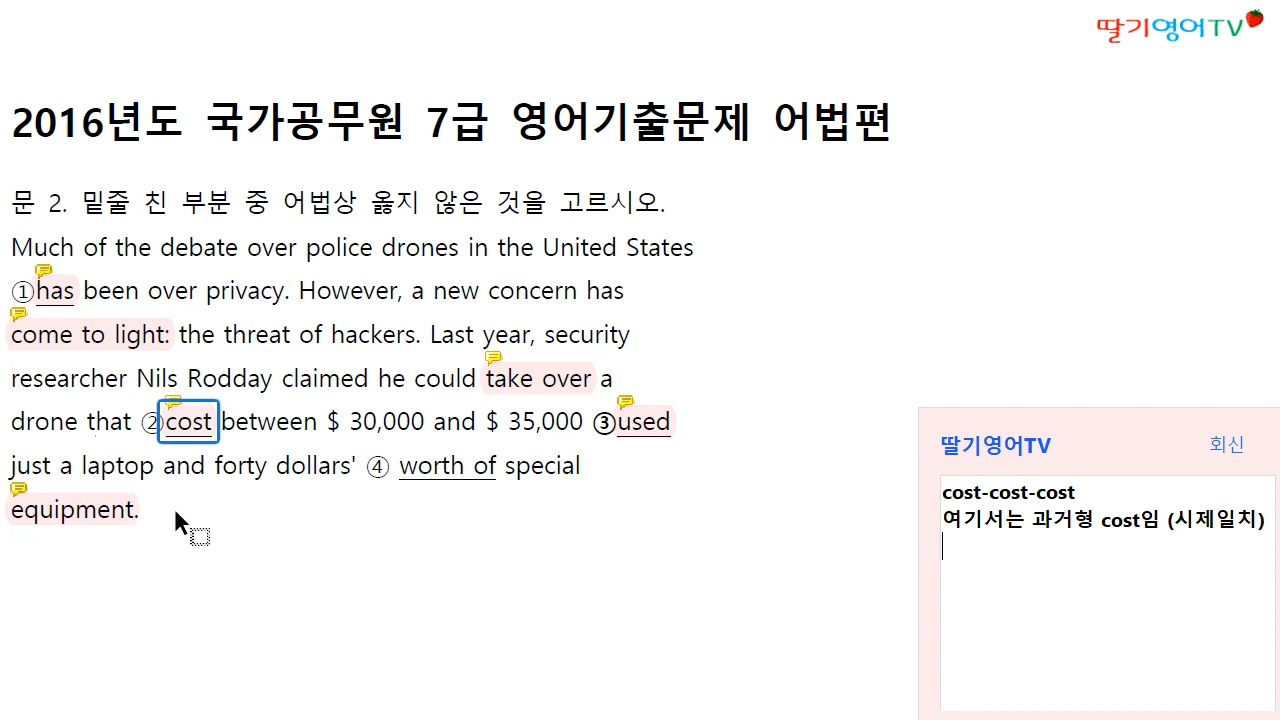 딸기영어TV
2016년도 국가공무원 7급 영어기출문제 어법편
문 2. 밑줄 친 부분 중 어법상 옳지 않은 것을 고르시오.
Much of the debate over police drones in the United States
①has been over privacy. However, a new concern has
come to light: the threat of hackers. Last year, security
researcher Nils Rodday claimed he could take over a
drone that ②cost between $ 30,000 and $ 35,000 ③used
just a laptop and forty dollars' ④ worth of special
equipment.
딸기영어TV 회신
cost-cost-cost
여기서는 과거형 cost임 (시제일치)